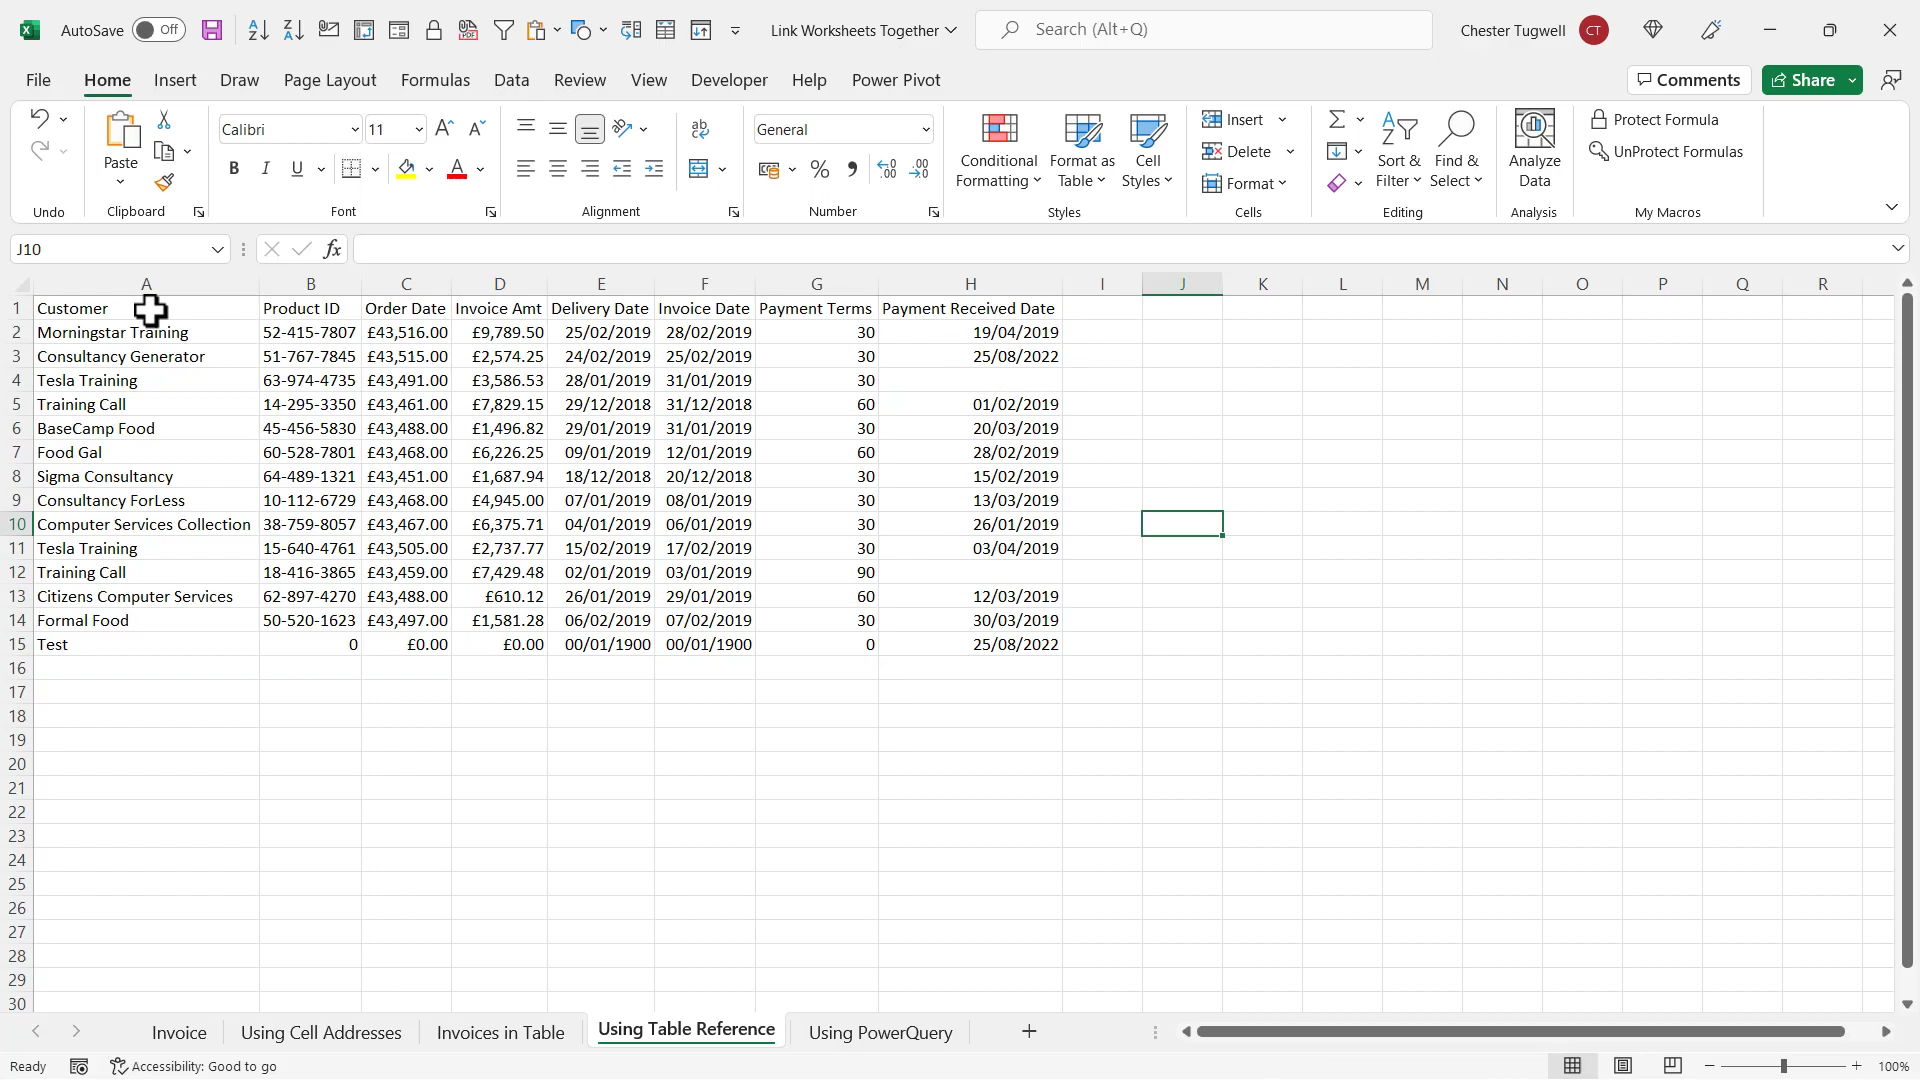 AutoSave Off Link Worksheets Together Search (Alt+Q) Chester Tugwell CT
File Home Insert Draw Page Layout Formulas Data Review View Developer Help Power Pivot Comments Share
Paste
Undo
Clipboard
Calibri 11
B I U A
Font
ab
Alignment
General
% 9 .00
Number
Conditional Formatting
Format as Table
Cell Styles
Styles
Insert
Delete
Format
Cells
Sort & Filter
Find & Select
Editing
Analyze Data
Analysis
Protect Formula
UnProtect Formulas
My Macros
J10 fx
A B C D E F G H I J K L M N O P Q R
1 Customer Product ID Order Date Invoice Amt Delivery Date Invoice Date Payment Terms Payment Received Date
2 Morningstar Training 52-415-7807 £43,516.00 £9,789.50 25/02/2019 28/02/2019 30 19/04/2019
3 Consultancy Generator 51-767-7845 £43,515.00 £2,574.25 24/02/2019 25/02/2019 30 25/08/2022
4 Tesla Training 63-974-4735 £43,491.00 £3,586.53 28/01/2019 31/01/2019 30
5 Training Call 14-295-3350 £43,461.00 £7,829.15 29/12/2018 31/12/2018 60 01/02/2019
6 BaseCamp Food 45-456-5830 £43,488.00 £1,496.82 29/01/2019 31/01/2019 30 20/03/2019
7 Food Gal 60-528-7801 £43,468.00 £6,226.25 09/01/2019 12/01/2019 60 28/02/2019
8 Sigma Consultancy 64-489-1321 £43,451.00 £1,687.94 18/12/2018 20/12/2018 30 15/02/2019
9 Consultancy ForLess 10-112-6729 £43,468.00 £4,945.00 07/01/2019 08/01/2019 30 13/03/2019
10 Computer Services Collection 38-759-8057 £43,467.00 £6,375.71 04/01/2019 06/01/2019 30 26/01/2019
11 Tesla Training 15-640-4761 £43,505.00 £2,737.77 15/02/2019 17/02/2019 30 03/04/2019
12 Training Call 18-416-3865 £43,459.00 £7,429.48 02/01/2019 03/01/2019 90
13 Citizens Computer Services 62-897-4270 £43,488.00 £610.12 26/01/2019 29/01/2019 60 12/03/2019
14 Formal Food 50-520-1623 £43,497.00 £1,581.28 06/02/2019 07/02/2019 30 30/03/2019
15 Test 0 £0.00 £0.00 00/01/1900 00/01/1900 0 25/08/2022
16
17
18
19
20
21
22
23
24
25
26
27
28
29
30
Invoice Using Cell Addresses Invoices in Table Using Table Reference Using PowerQuery
Ready Accessibility: Good to go 100%